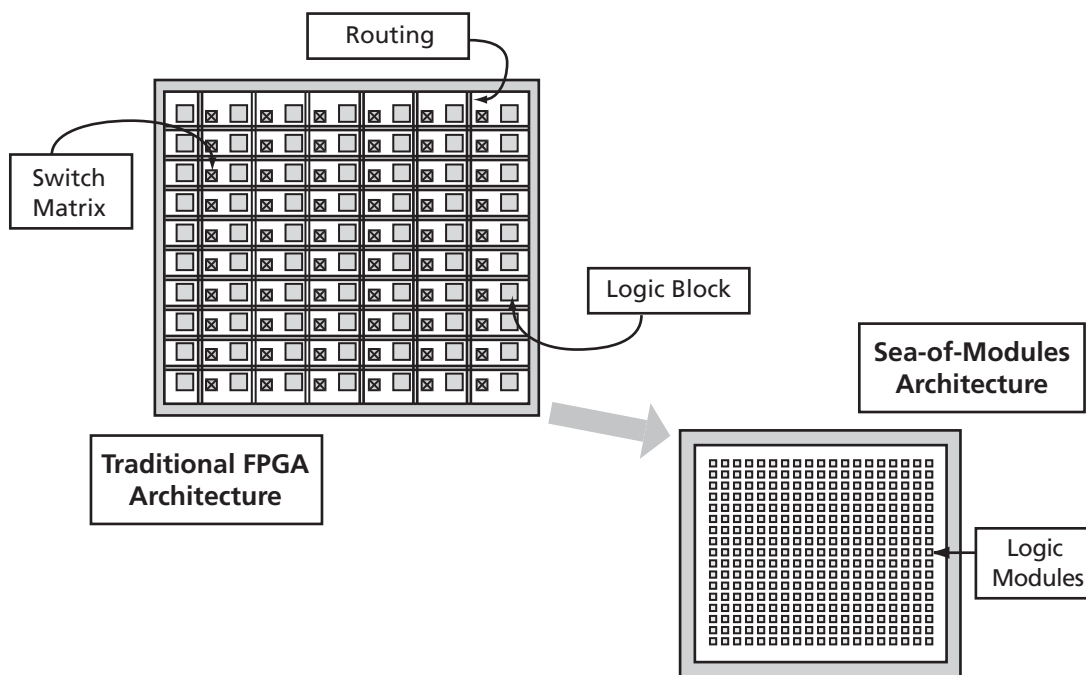 Routing
Switch
Matrix
Logic Block
Sea-of-Modules
Architecture
Traditional FPGA
Architecture
Logic
Modules